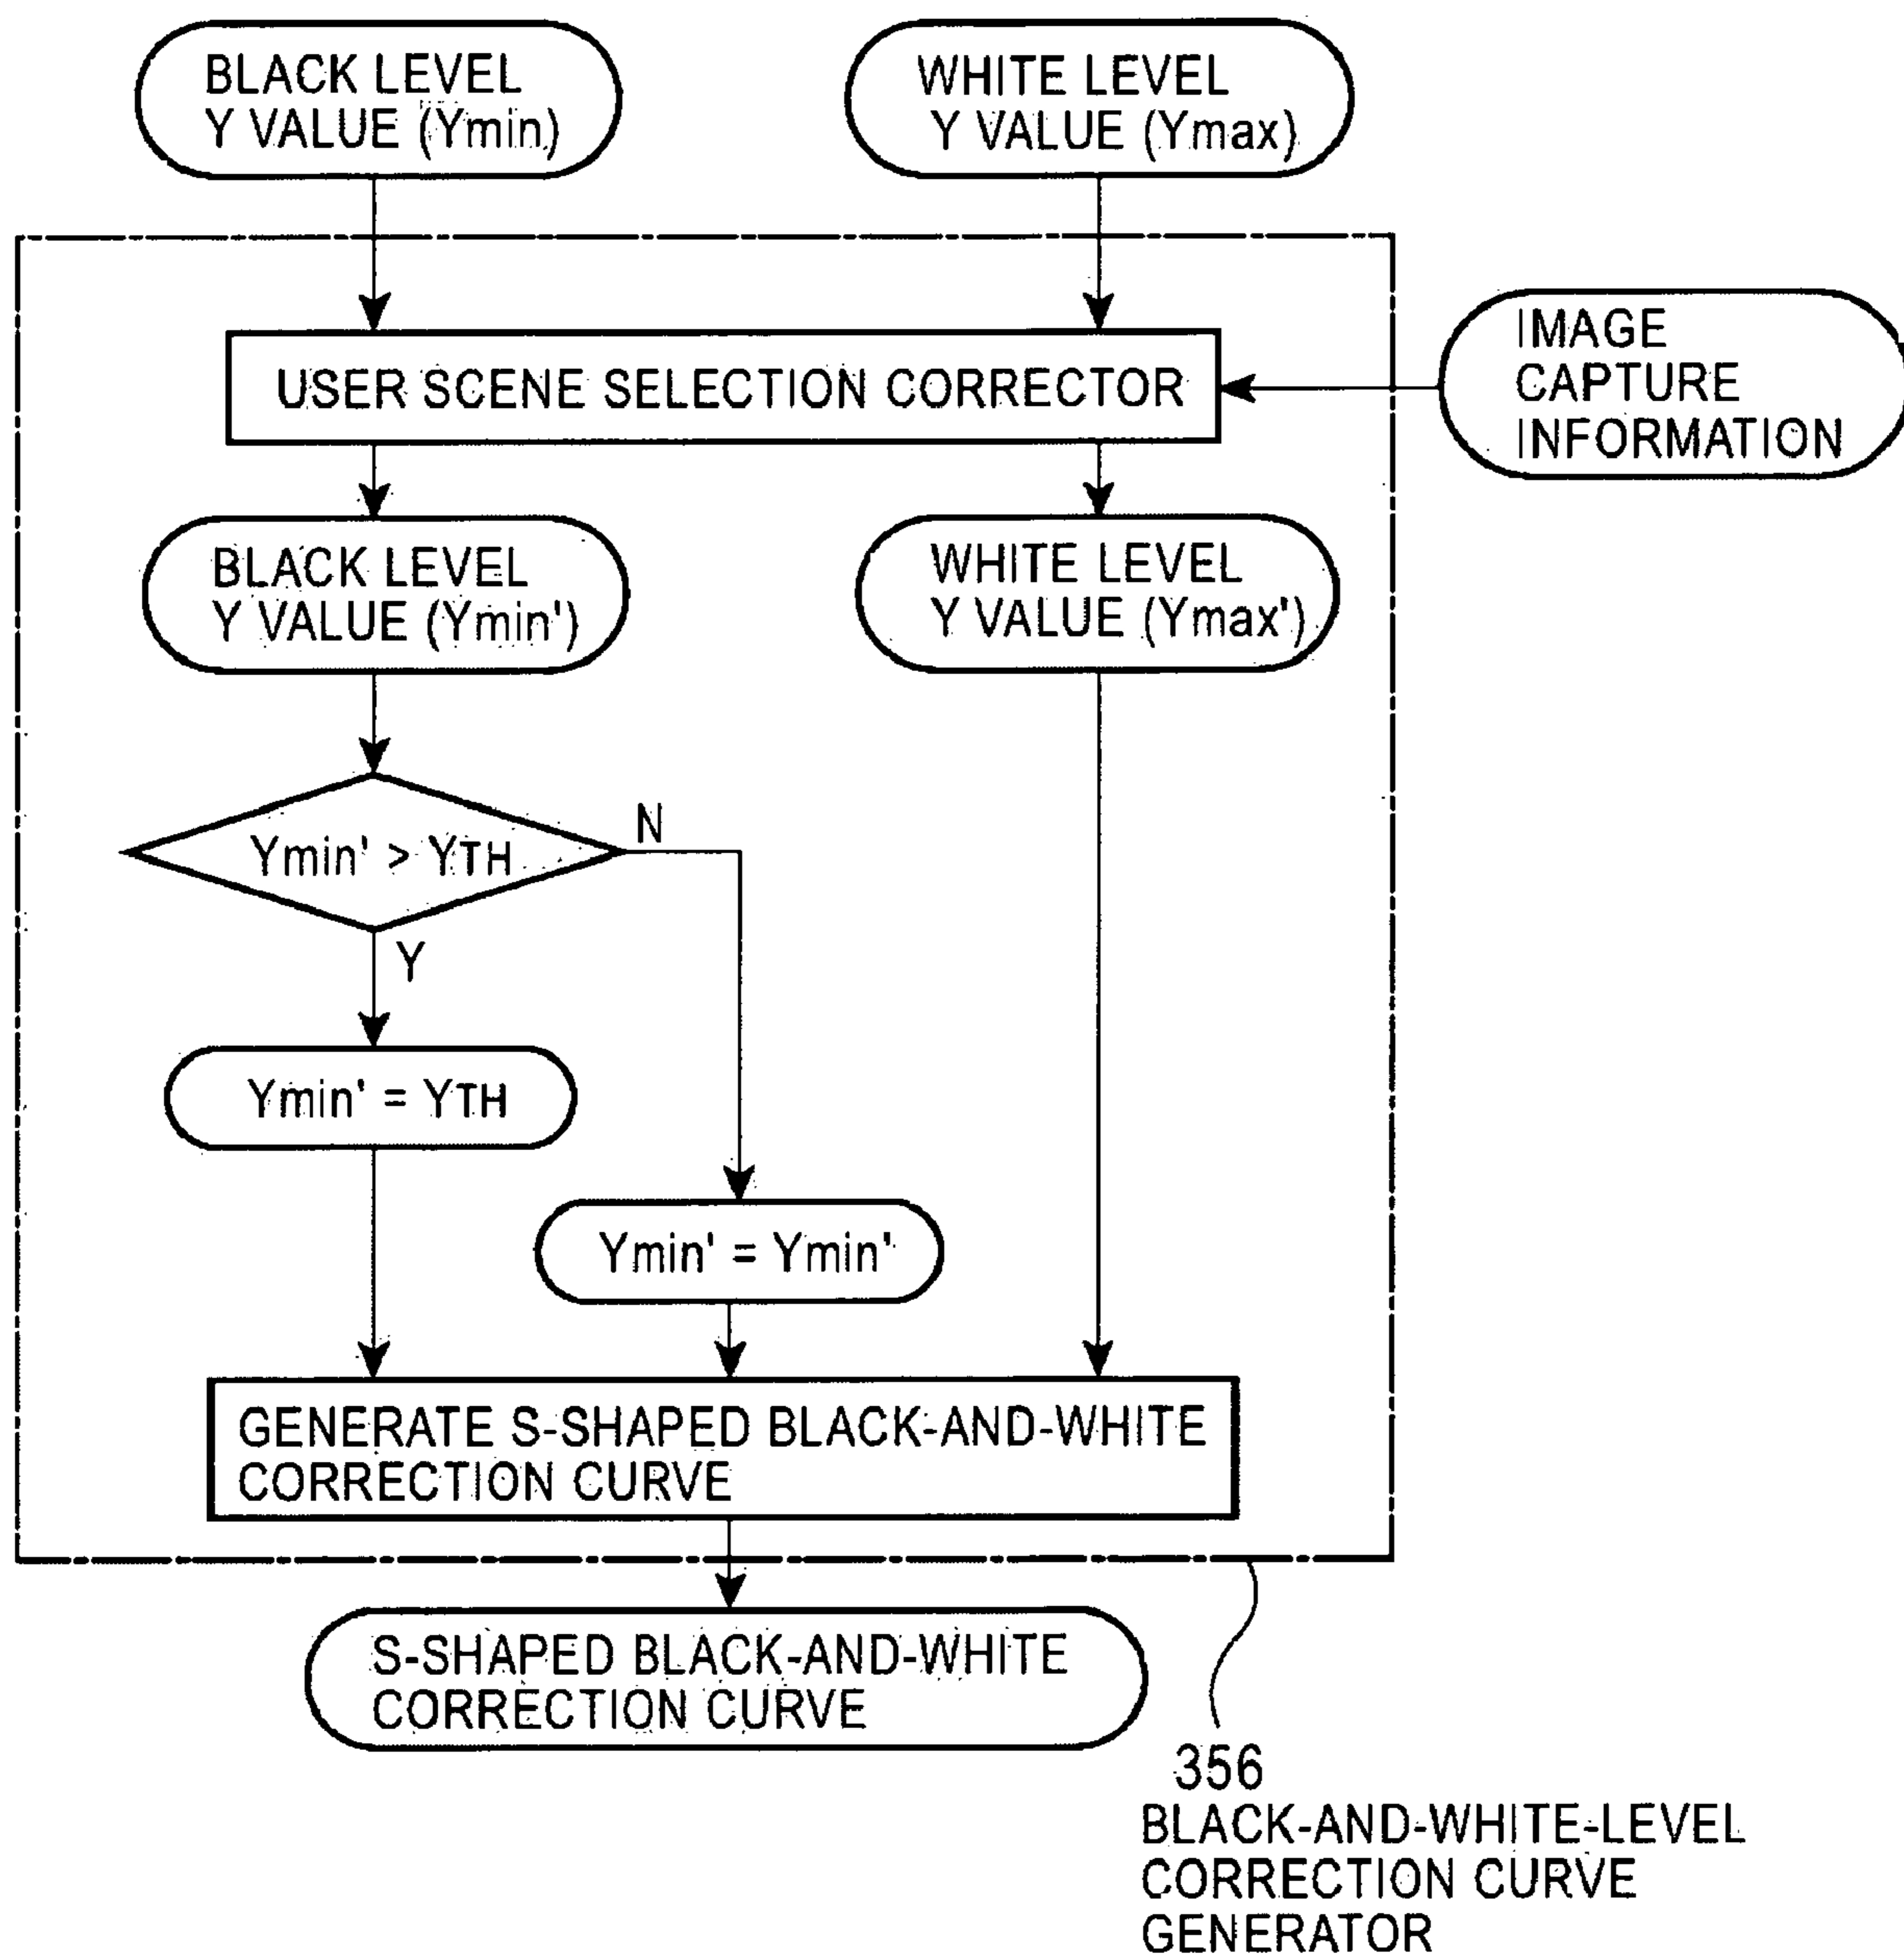 BLACK LEVEL
Y VALUE (Ymin)
WHITE LEVEL
Y VALUE (Ymax)
IMAGE
CAPTURE
INFORMATION
USER SCENE SELECTION CORRECTOR
BLACK LEVEL
Y VALUE (Ymin')
WHITE LEVEL
Y VALUE (Ymax')
Ymin' > YTH
N
Y
Ymin' = YTH
Ymin' = Ymin'
GENERATE S-SHAPED BLACK-AND-WHITE
CORRECTION CURVE
S-SHAPED BLACK-AND-WHITE
CORRECTION CURVE
356
BLACK-AND-WHITE-LEVEL
CORRECTION CURVE
GENERATOR